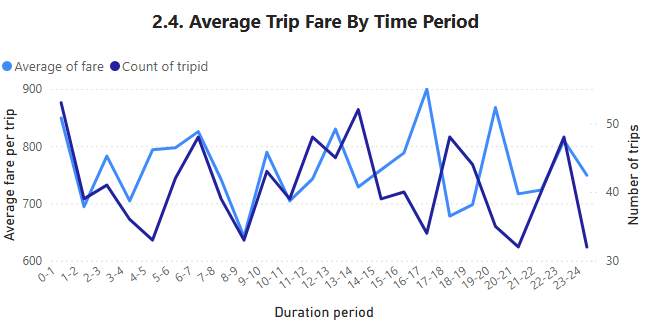 2.4. Average Trip Fare By Time Period
Average of fare Count of tripid
Average fare per trip
900
800
700
600
50
40
30
Number of trips
0-1 1-2 2-3 3-4 4-5 5-6 6-7 7-8 8-9 9-10 10-11 11-12 12-13 13-14 14-15 15-16 16-17 17-18 18-19 19-20 20-21 21-22 22-23 23-24
Duration period